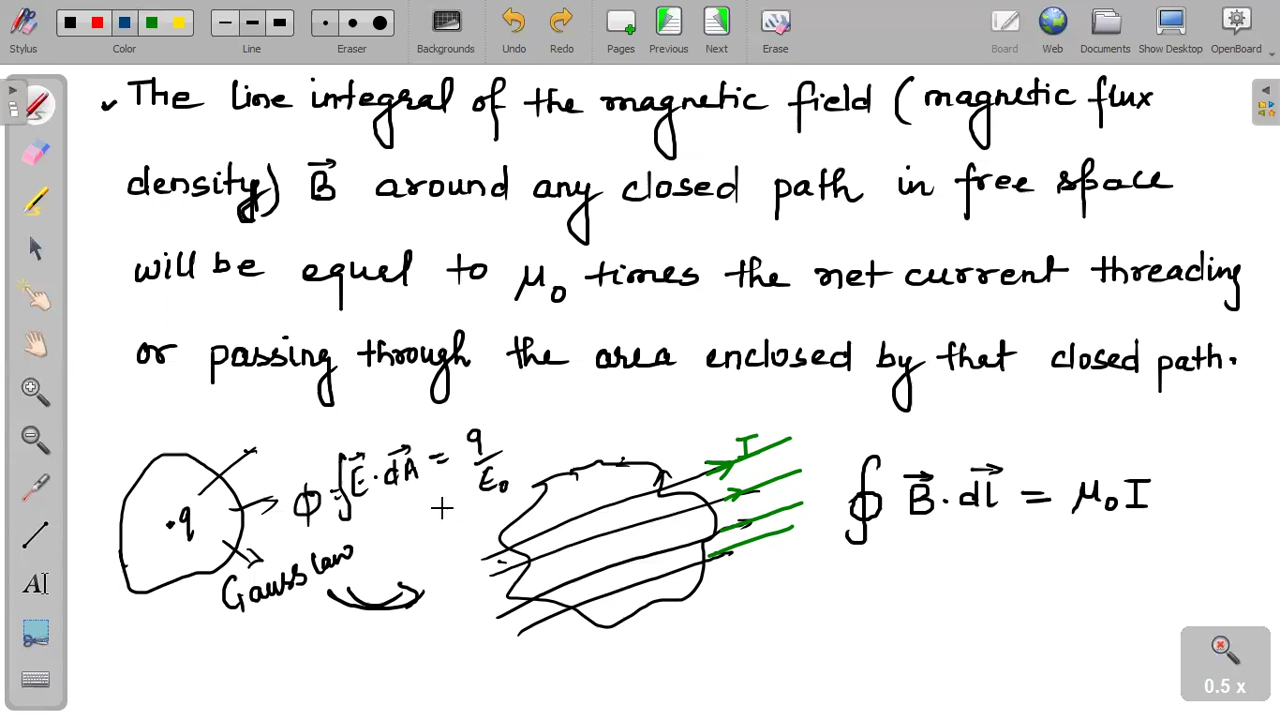 Stylus
Color
Line
Eraser
Backgrounds
Undo
Redo
Pages
Previous
Next
Erase
Board
Web
Documents
Show Desktop
OpenBoard
The line integral of the magnetic field (magnetic flux
density) B⃗ around any closed path in free space
will be equal to μ₀ times the net current threading
or passing through the area enclosed by that closed path.
.q
ϕ = ∫ E⃗ · dA⃗ = q/ε₀
Gauss law
I
∮ B⃗ · dl⃗ = μ₀I
AI
0.5 x